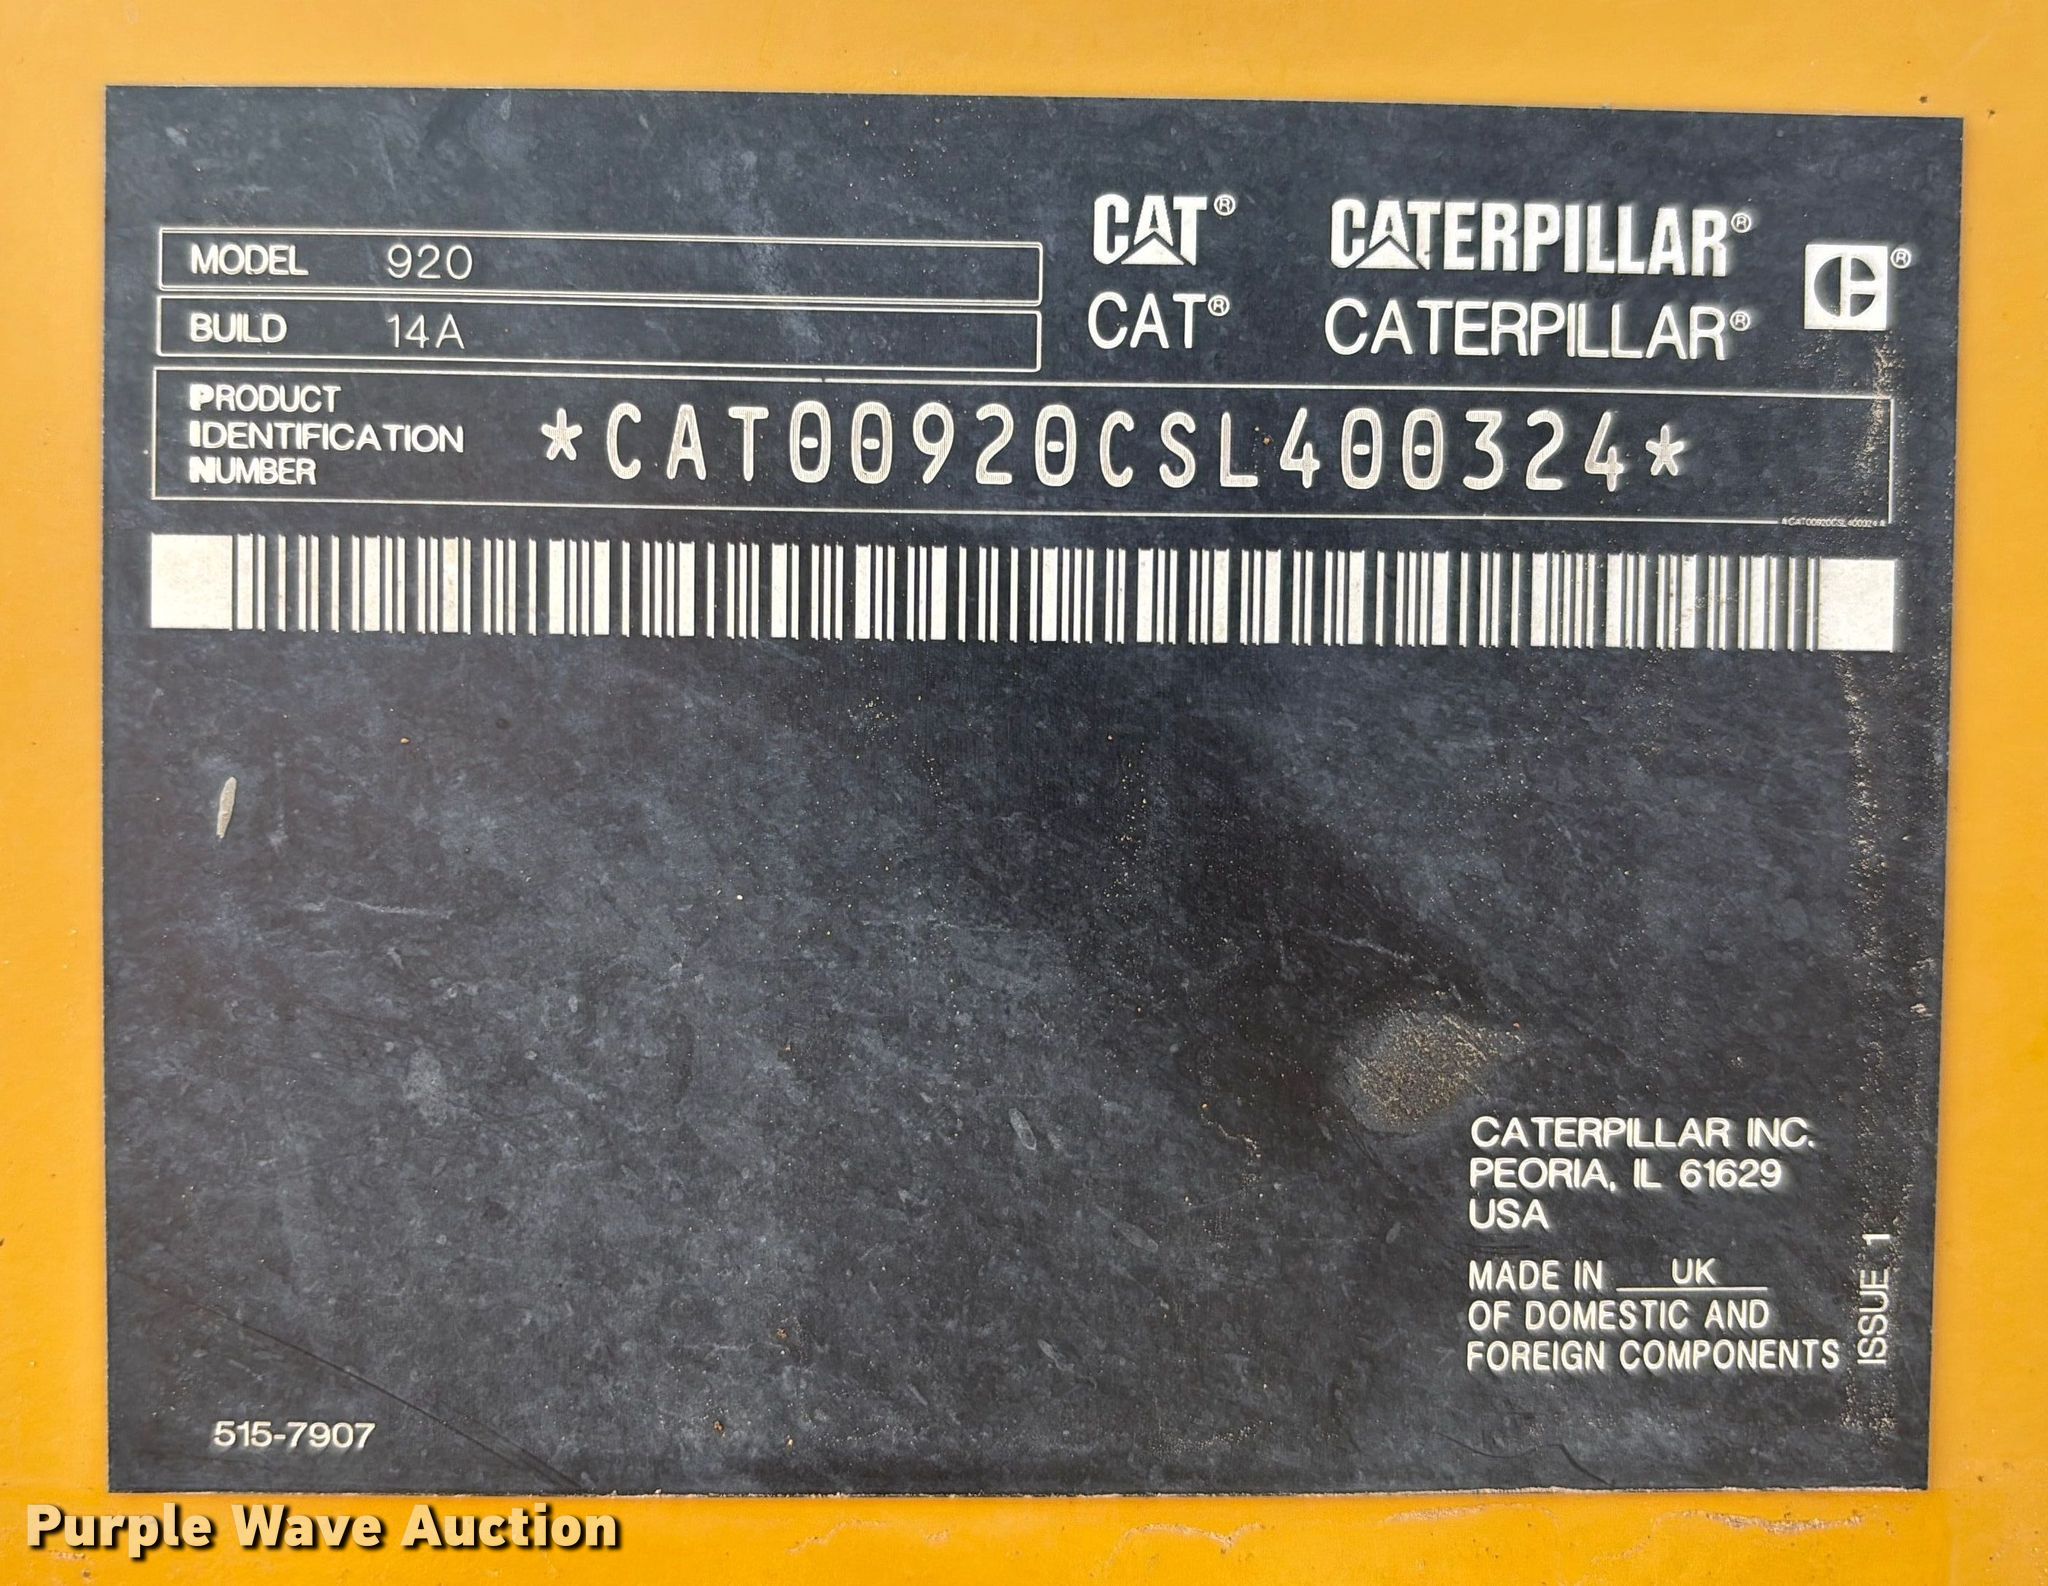 MODEL 920
BUILD 14A
CAT® CATERPILLAR® ®
CAT® CATERPILLAR®
PRODUCT
IDENTIFICATION
NUMBER
*CAT00920CSL400324*
*CAT00920CSL400324*
CATERPILLAR INC.
PEORIA, IL 61629
USA
MADE IN UK
OF DOMESTIC AND
FOREIGN COMPONENTS
ISSUE 1
515-7907
Purple Wave Auction